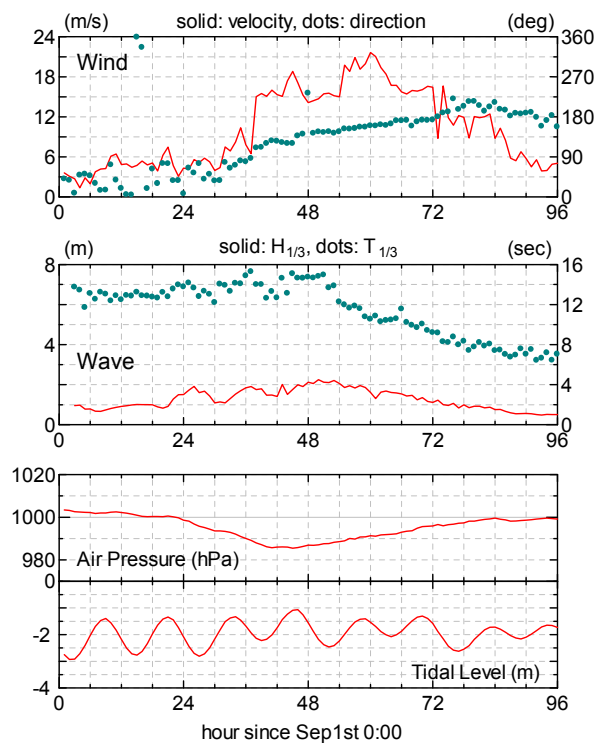 (m/s) solid: velocity, dots: direction (deg)
24 360
Wind
18 270
12 180
6 90
0 0
0 24 48 72 96
(m) solid: H1/3, dots: T1/3 (sec)
8 16
6 12
4 8
Wave
2 4
0 0
0 24 48 72 96
1020
1000
980
Air Pressure (hPa)
0
-2
Tidal Level (m)
-4
0 24 48 72 96
hour since Sep1st 0:00